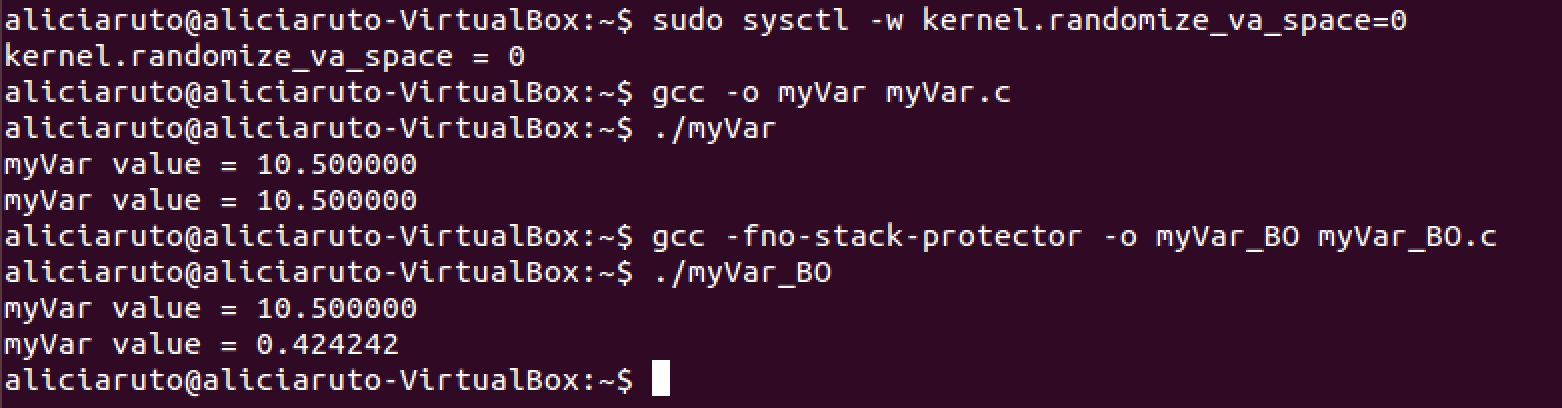 aliciaruto@aliciaruto-VirtualBox:~$ sudo sysctl -w kernel.randomize_va_space=0
kernel.randomize_va_space = 0
aliciaruto@aliciaruto-VirtualBox:~$ gcc -o myVar myVar.c
aliciaruto@aliciaruto-VirtualBox:~$ ./myVar
myVar value = 10.500000
myVar value = 10.500000
aliciaruto@aliciaruto-VirtualBox:~$ gcc -fno-stack-protector -o myVar_BO myVar_BO.c
aliciaruto@aliciaruto-VirtualBox:~$ ./myVar_BO
myVar value = 10.500000
myVar value = 0.424242
aliciaruto@aliciaruto-VirtualBox:~$